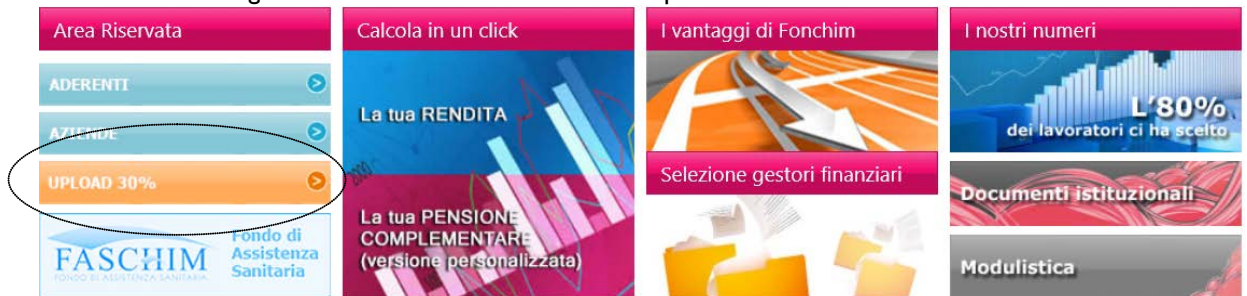 Area Riservata
ADERENTI
AZIENDE
UPLOAD 30%
FASCHIM
FONDO DI ASSISTENZA SANITARIA
Fondo di
Assistenza
Sanitaria
Calcola in un click
La tua RENDITA
2000
La tua PENSIONE
COMPLEMENTARE
(versione personalizzata)
I vantaggi di Fonchim
Selezione gestori finanziari
I nostri numeri
L'80%
dei lavoratori ci ha scelto
Documenti istituzionali
Modulistica